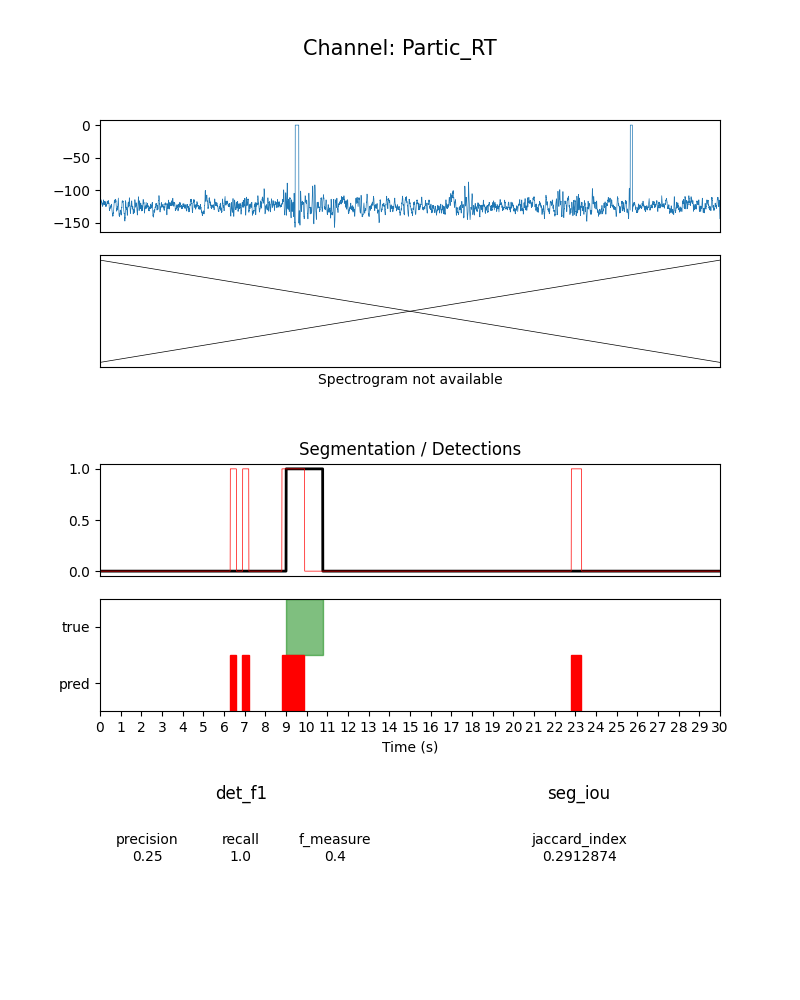 Channel: Partic_RT
0
−50
−100
−150
Spectrogram not available
Segmentation / Detections
1.0
0.5
0.0
true
pred
0 1 2 3 4 5 6 7 8 9 10 11 12 13 14 15 16 17 18 19 20 21 22 23 24 25 26 27 28 29 30
Time (s)
det_f1 seg_iou
precision recall f_measure jaccard_index
0.25 1.0 0.4 0.2912874